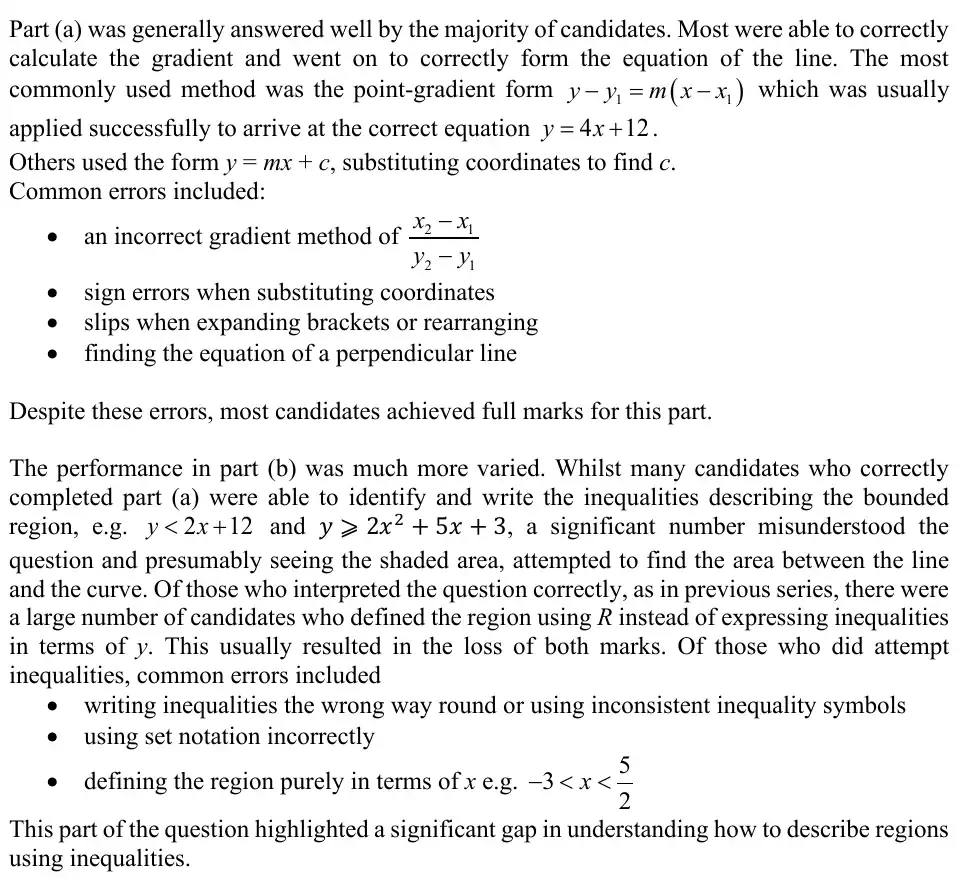 Part (a) was generally answered well by the majority of candidates. Most were able to correctly
calculate the gradient and went on to correctly form the equation of the line. The most
commonly used method was the point-gradient form y − y₁ = m(x − x₁) which was usually
applied successfully to arrive at the correct equation y = 4x + 12.
Others used the form y = mx + c, substituting coordinates to find c.
Common errors included:
• an incorrect gradient method of (x₂ − x₁)/(y₂ − y₁)
• sign errors when substituting coordinates
• slips when expanding brackets or rearranging
• finding the equation of a perpendicular line
Despite these errors, most candidates achieved full marks for this part.
The performance in part (b) was much more varied. Whilst many candidates who correctly
completed part (a) were able to identify and write the inequalities describing the bounded
region, e.g. y < 2x + 12 and y ⩾ 2x² + 5x + 3, a significant number misunderstood the
question and presumably seeing the shaded area, attempted to find the area between the line
and the curve. Of those who interpreted the question correctly, as in previous series, there were
a large number of candidates who defined the region using R instead of expressing inequalities
in terms of y. This usually resulted in the loss of both marks. Of those who did attempt
inequalities, common errors included
• writing inequalities the wrong way round or using inconsistent inequality symbols
• using set notation incorrectly
• defining the region purely in terms of x e.g. −3 < x < 5/2
This part of the question highlighted a significant gap in understanding how to describe regions
using inequalities.